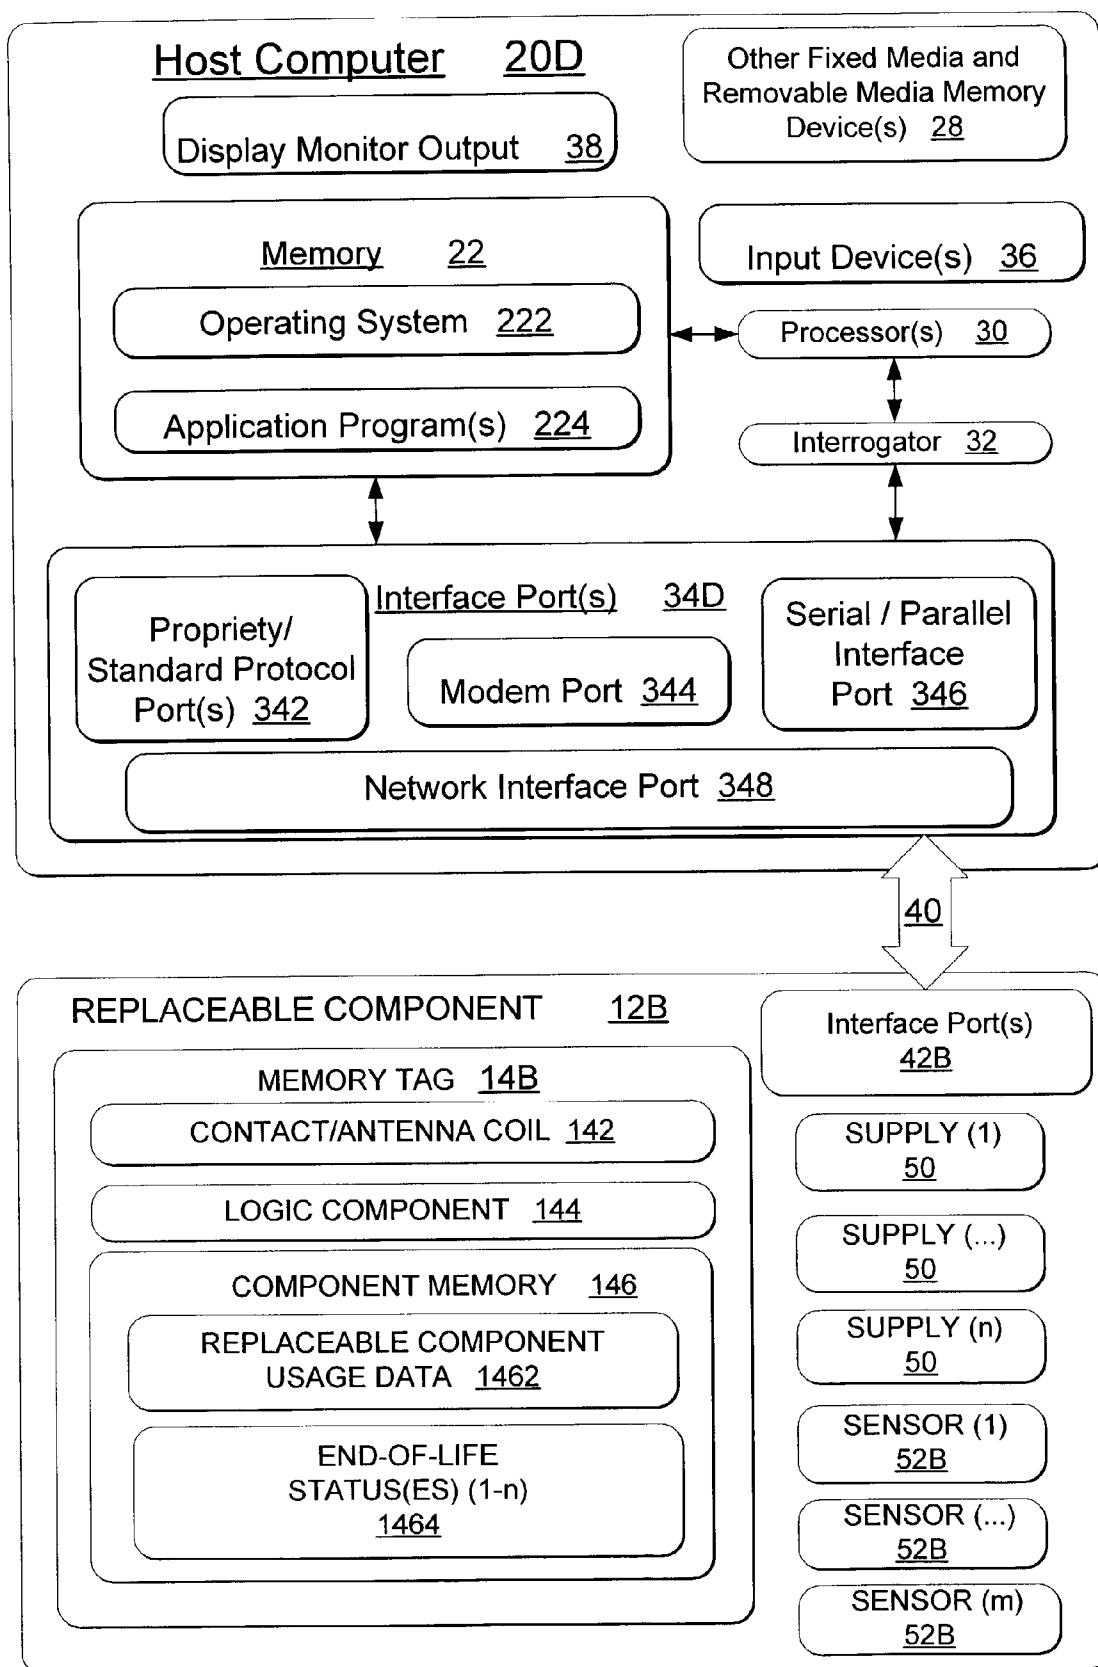 Host Computer 20D
Other Fixed Media and
Removable Media Memory
Device(s) 28
Display Monitor Output 38
Memory 22
Operating System 222
Application Program(s) 224
Input Device(s) 36
Processor(s) 30
Interrogator 32
Interface Port(s) 34D
Propriety/
Standard Protocol
Port(s) 342
Modem Port 344
Serial / Parallel
Interface
Port 346
Network Interface Port 348
40
REPLACEABLE COMPONENT 12B
MEMORY TAG 14B
CONTACT/ANTENNA COIL 142
LOGIC COMPONENT 144
COMPONENT MEMORY 146
REPLACEABLE COMPONENT
USAGE DATA 1462
END-OF-LIFE
STATUS(ES) (1-n)
1464
Interface Port(s)
42B
SUPPLY (1)
50
SUPPLY (...)
50
SUPPLY (n)
50
SENSOR (1)
52B
SENSOR (...)
52B
SENSOR (m)
52B